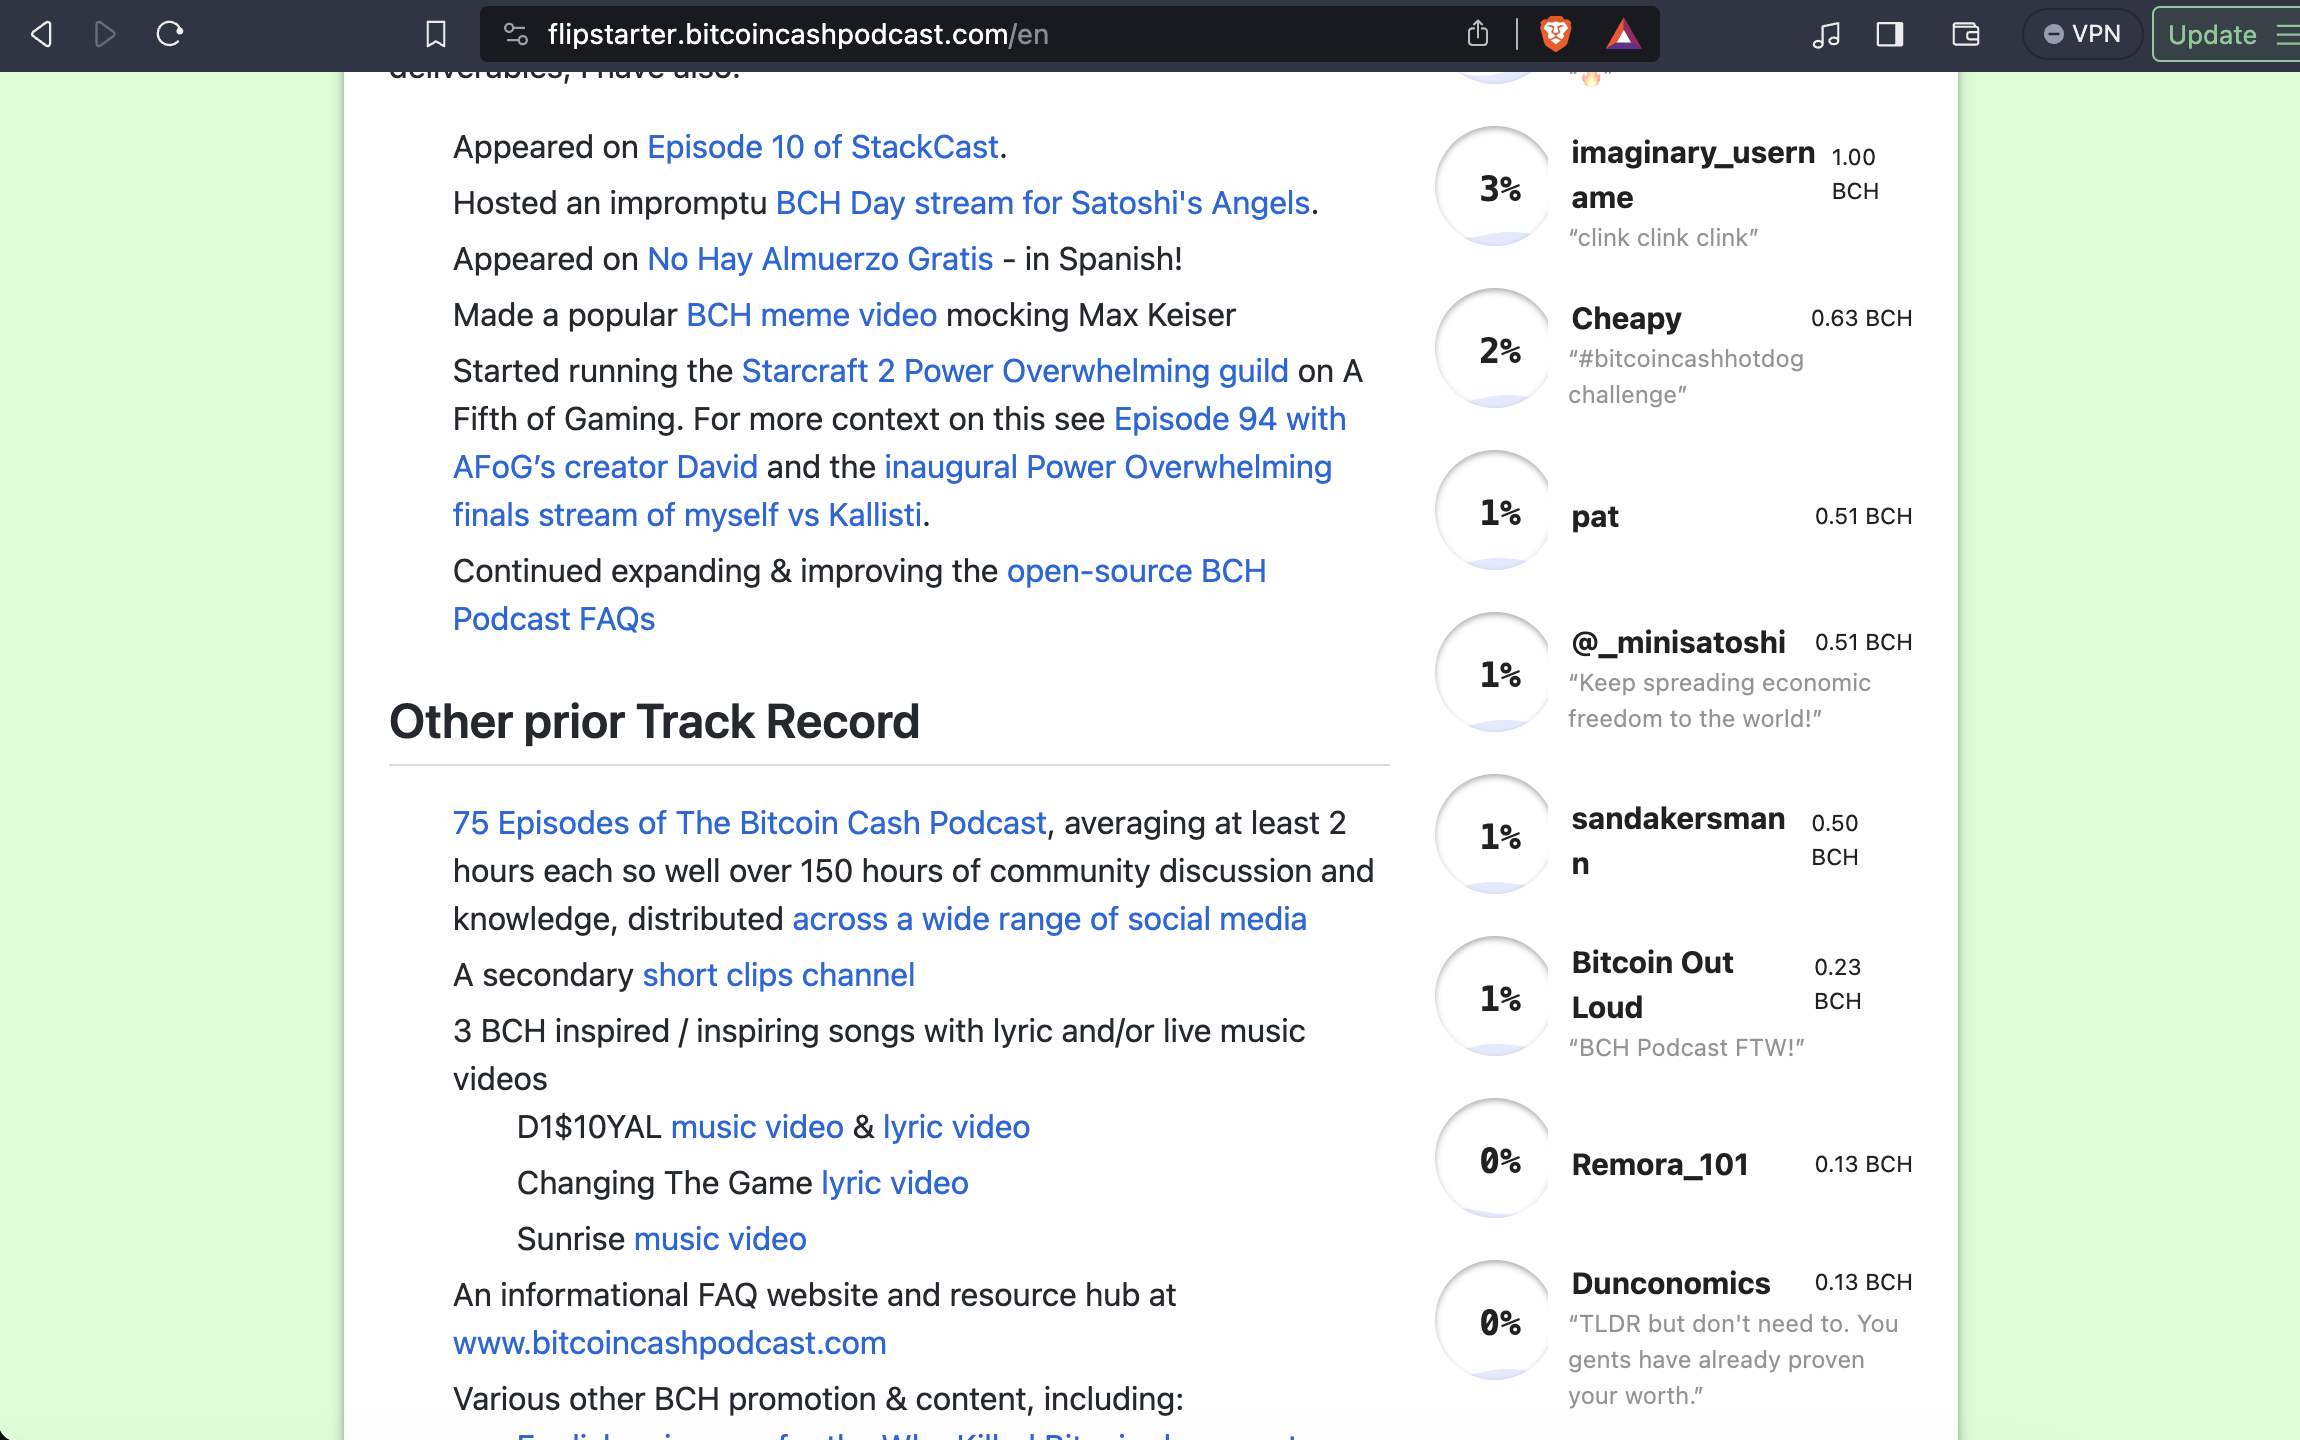 flipstarter.bitcoincashpodcast.com/en
VPN
Update
deliverables, I have also:
Appeared on Episode 10 of StackCast.
Hosted an impromptu BCH Day stream for Satoshi's Angels.
Appeared on No Hay Almuerzo Gratis - in Spanish!
Made a popular BCH meme video mocking Max Keiser
Started running the Starcraft 2 Power Overwhelming guild on A
Fifth of Gaming. For more context on this see Episode 94 with
AFoG’s creator David and the inaugural Power Overwhelming
finals stream of myself vs Kallisti.
Continued expanding & improving the open-source BCH
Podcast FAQs
Other prior Track Record
75 Episodes of The Bitcoin Cash Podcast, averaging at least 2
hours each so well over 150 hours of community discussion and
knowledge, distributed across a wide range of social media
A secondary short clips channel
3 BCH inspired / inspiring songs with lyric and/or live music
videos
D1$10YAL music video & lyric video
Changing The Game lyric video
Sunrise music video
An informational FAQ website and resource hub at
www.bitcoincashpodcast.com
Various other BCH promotion & content, including:
“🔥”
3%
imaginary_usern
ame
1.00
BCH
“clink clink clink”
2%
Cheapy
0.63 BCH
“#bitcoincashhotdog
challenge”
1%
pat
0.51 BCH
1%
@_minisatoshi
0.51 BCH
“Keep spreading economic
freedom to the world!”
1%
sandakersman
n
0.50
BCH
1%
Bitcoin Out
Loud
0.23
BCH
“BCH Podcast FTW!”
0%
Remora_101
0.13 BCH
0%
Dunconomics
0.13 BCH
“TLDR but don't need to. You
gents have already proven
your worth.”